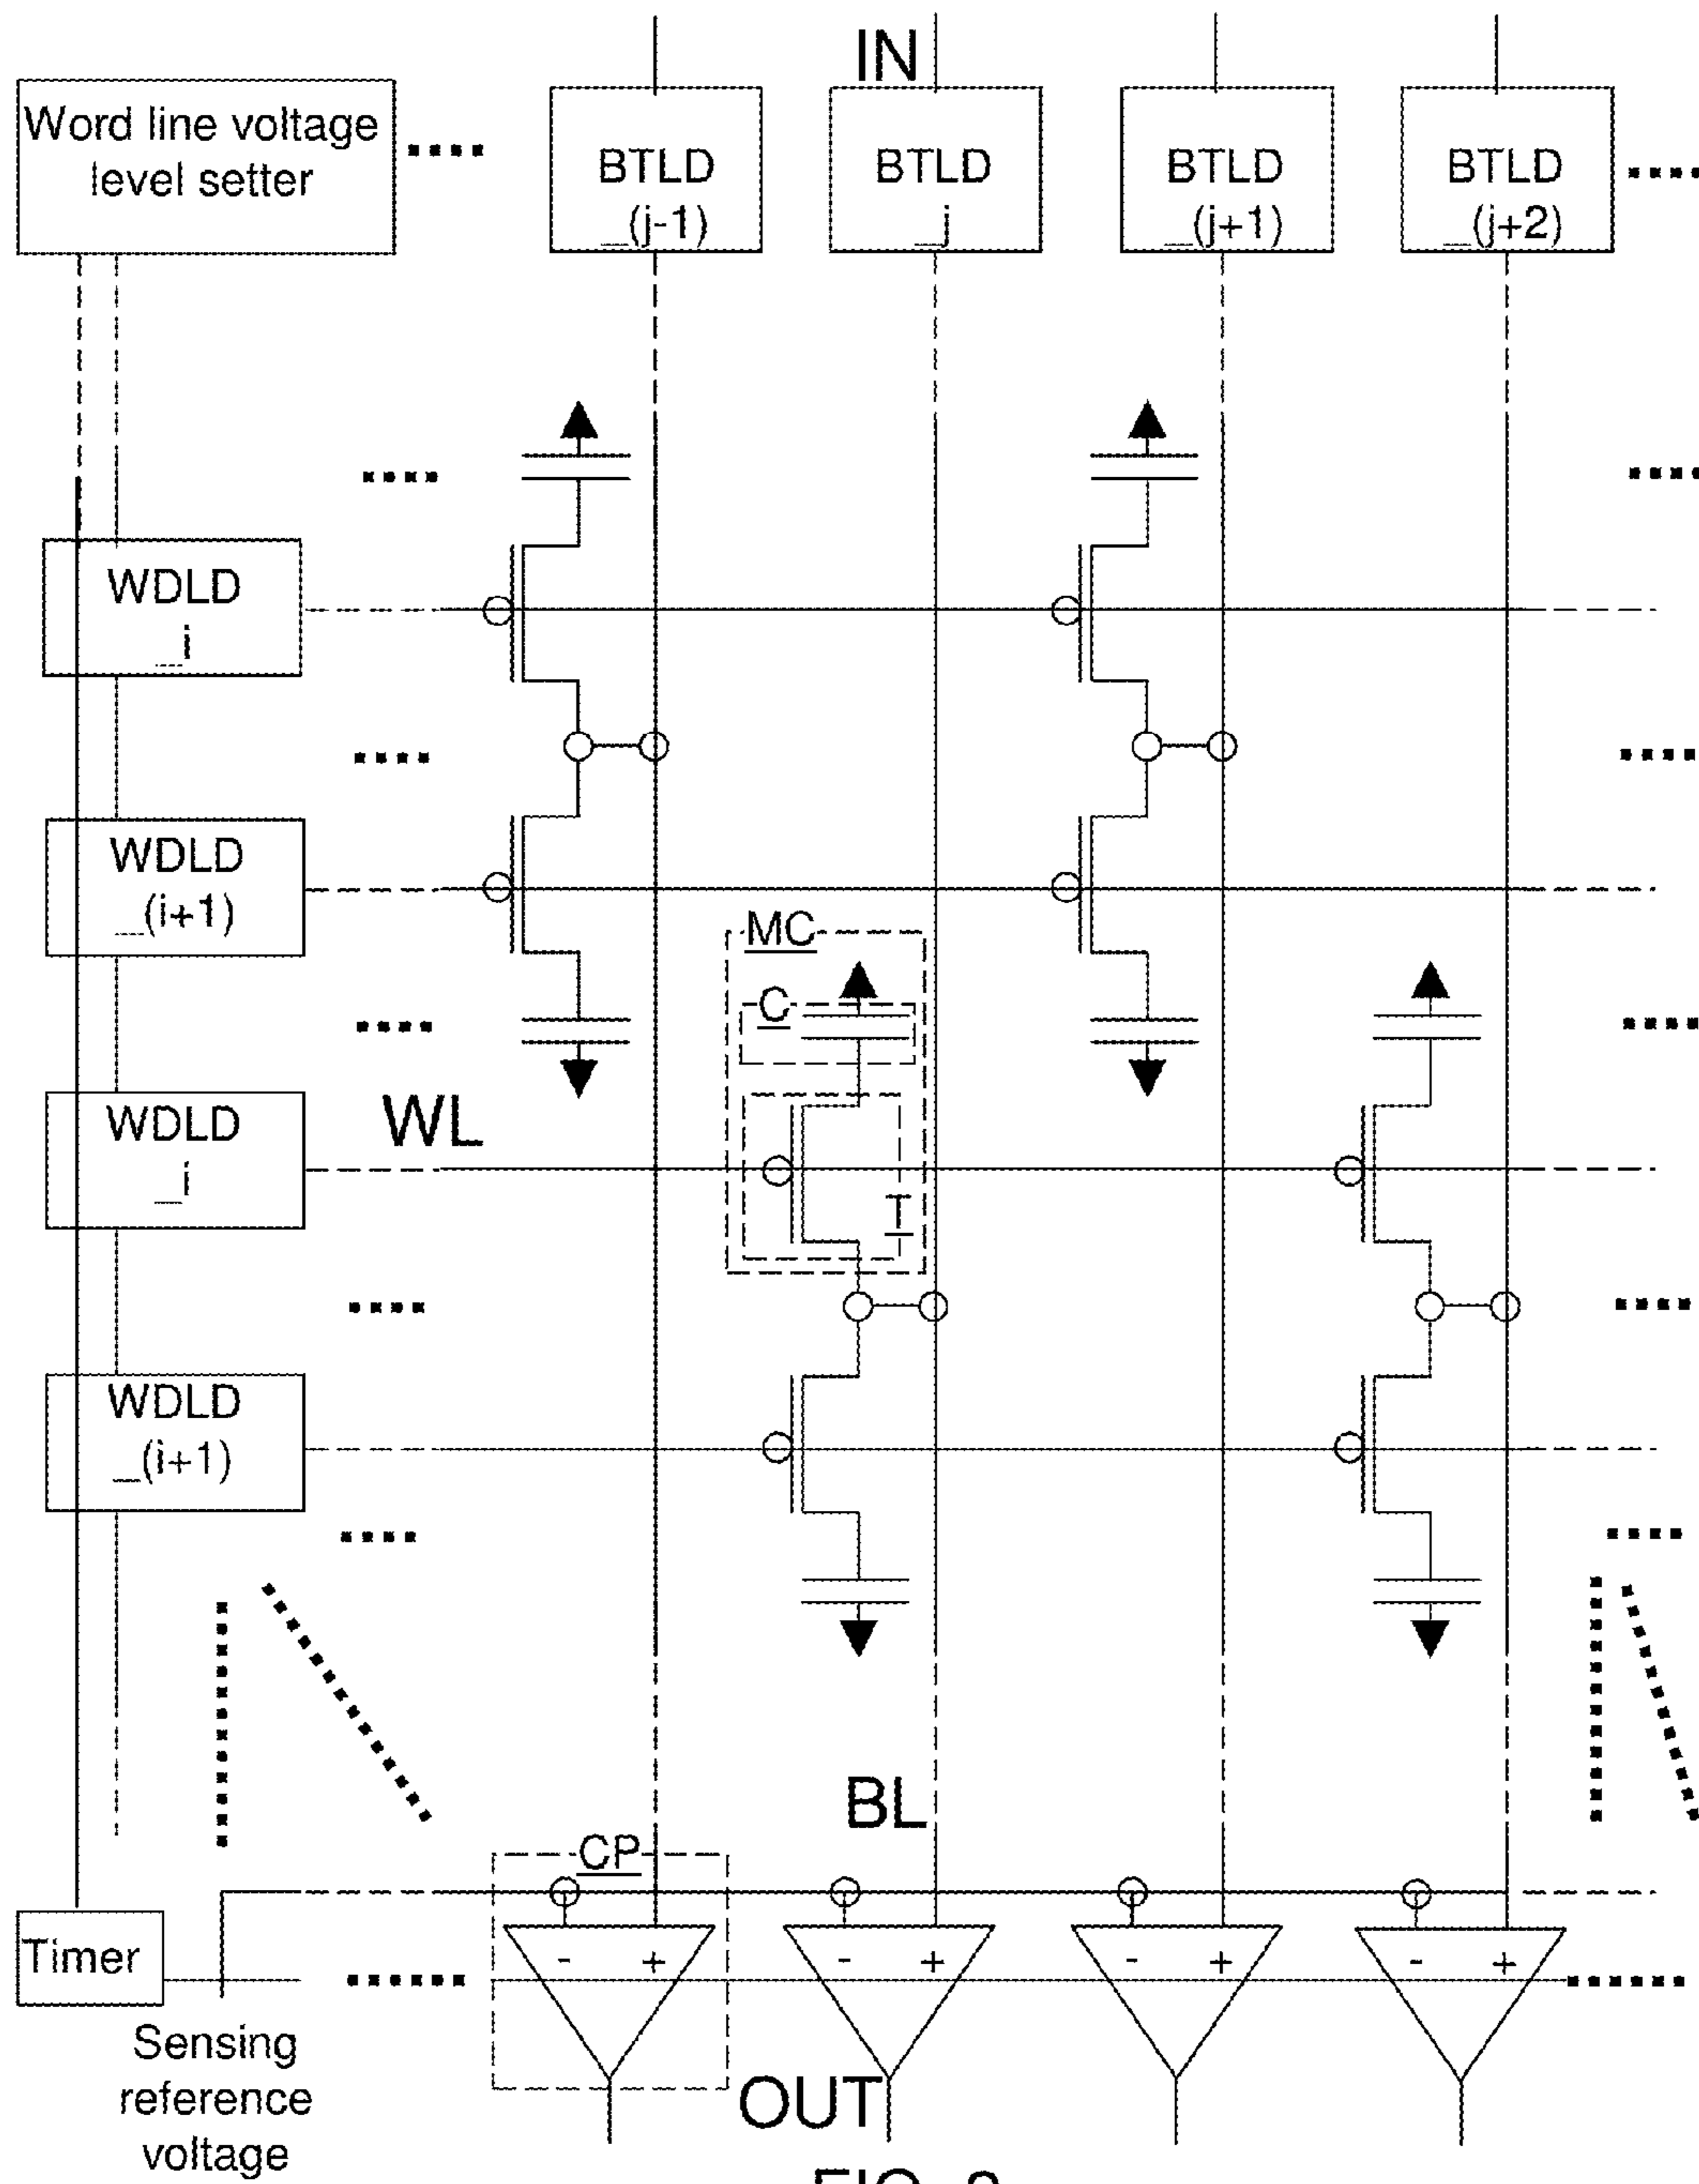 IN
Word line voltage
level setter
BTLD
_(j-1)
BTLD
_j
BTLD
_(j+1)
BTLD
_(j+2)
WDLD
_i
WDLD
_(i+1)
MC
C
WDLD
_i
WL
T
WDLD
_(i+1)
BL
CP
Timer
- +
- +
- +
- +
Sensing
reference
voltage
OUT